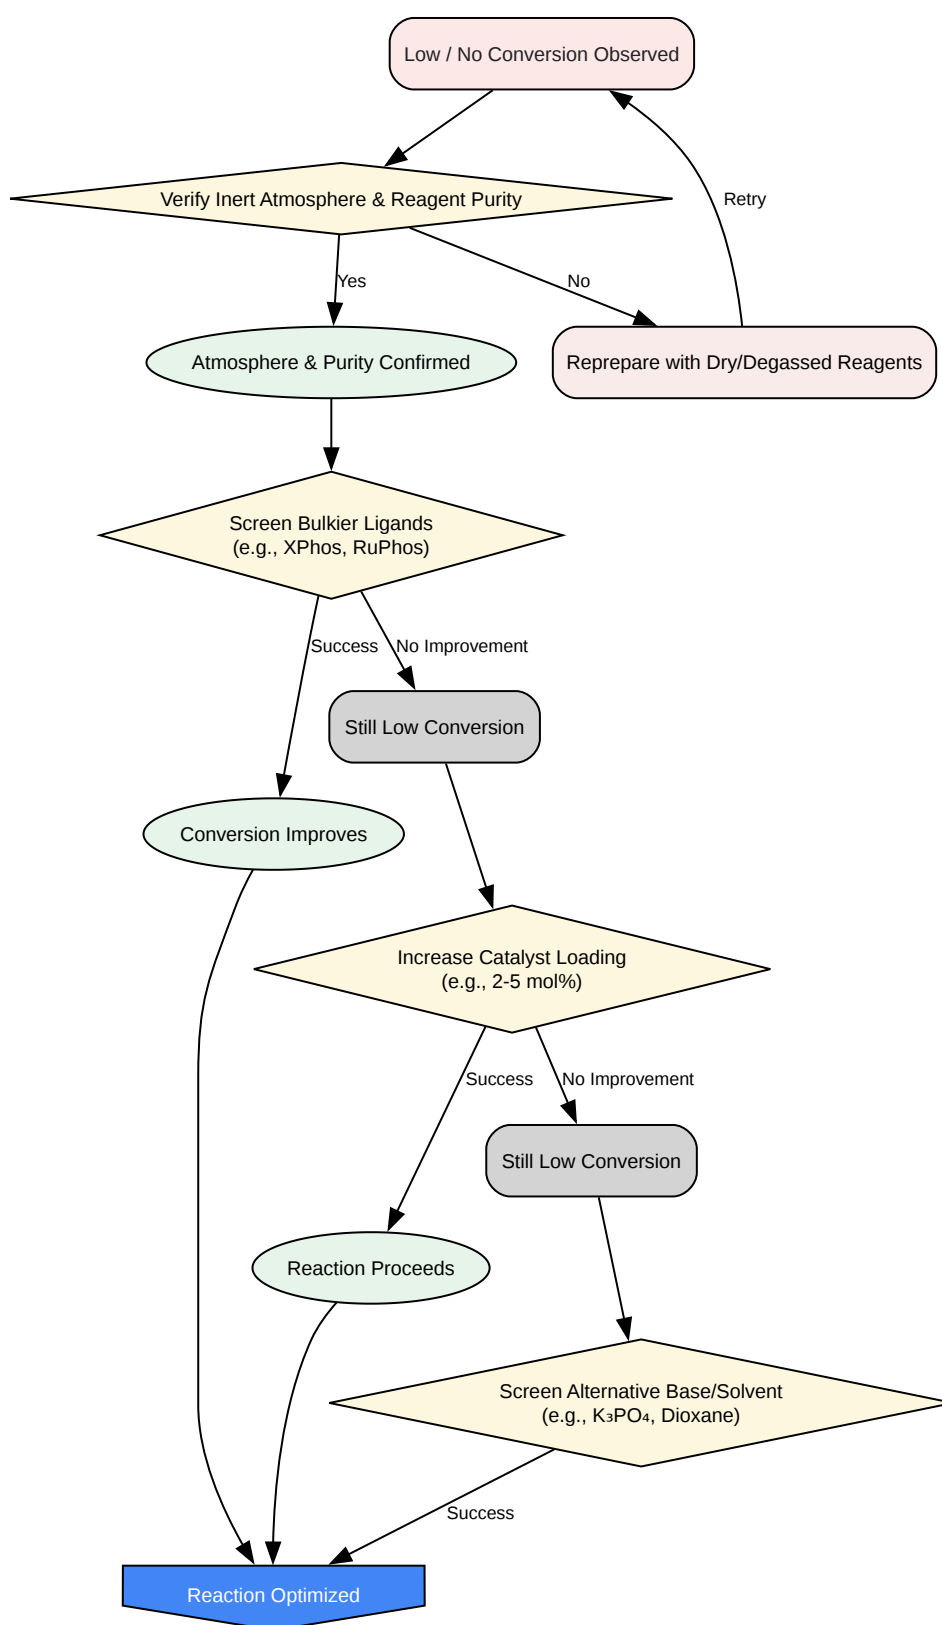 Low / No Conversion Observed
Verify Inert Atmosphere & Reagent Purity
Retry
Yes
No
Atmosphere & Purity Confirmed
Reprepare with Dry/Degassed Reagents
Screen Bulkier Ligands
(e.g., XPhos, RuPhos)
Success
No Improvement
Still Low Conversion
Conversion Improves
Increase Catalyst Loading
(e.g., 2-5 mol%)
Success
No Improvement
Still Low Conversion
Reaction Proceeds
Screen Alternative Base/Solvent
(e.g., K₃PO₄, Dioxane)
Success
Reaction Optimized